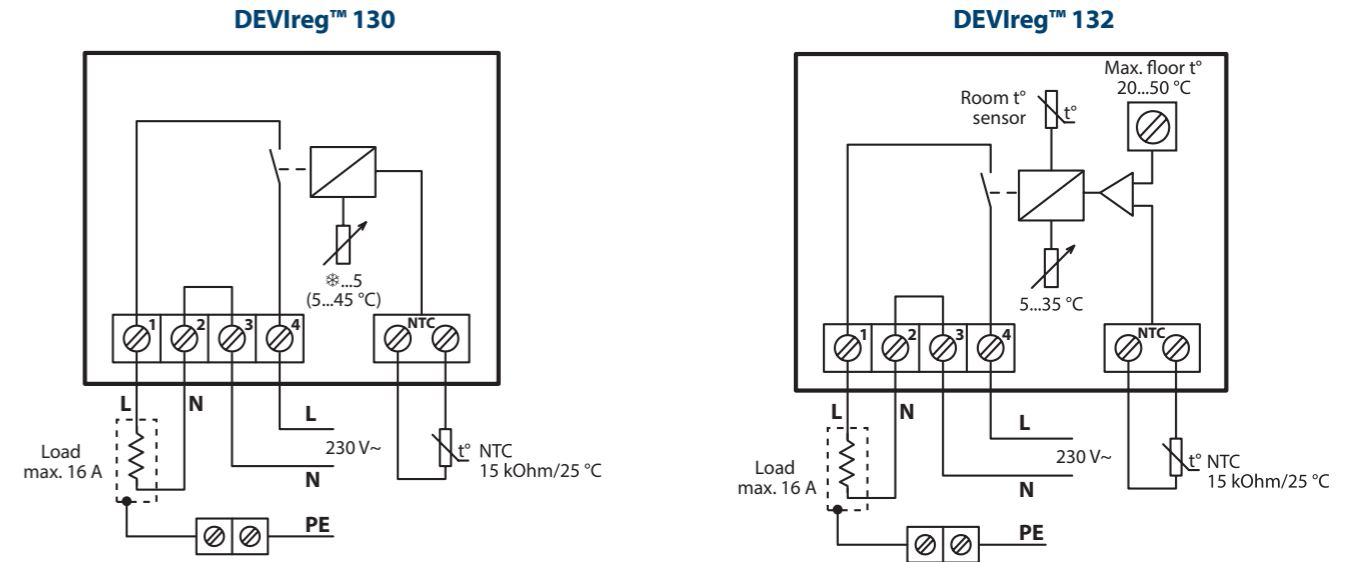 DEVIreg™ 130
❄...5
(5...45 °C)
1 2 3 4
NTC
L N
L
230 V~
N
Load
max. 16 A
t° NTC
15 kOhm/25 °C
PE
DEVIreg™ 132
Max. floor t°
20...50 °C
Room t°
sensor
t°
5...35 °C
1 2 3 4
NTC
L N
L
230 V~
N
Load
max. 16 A
t° NTC
15 kOhm/25 °C
PE